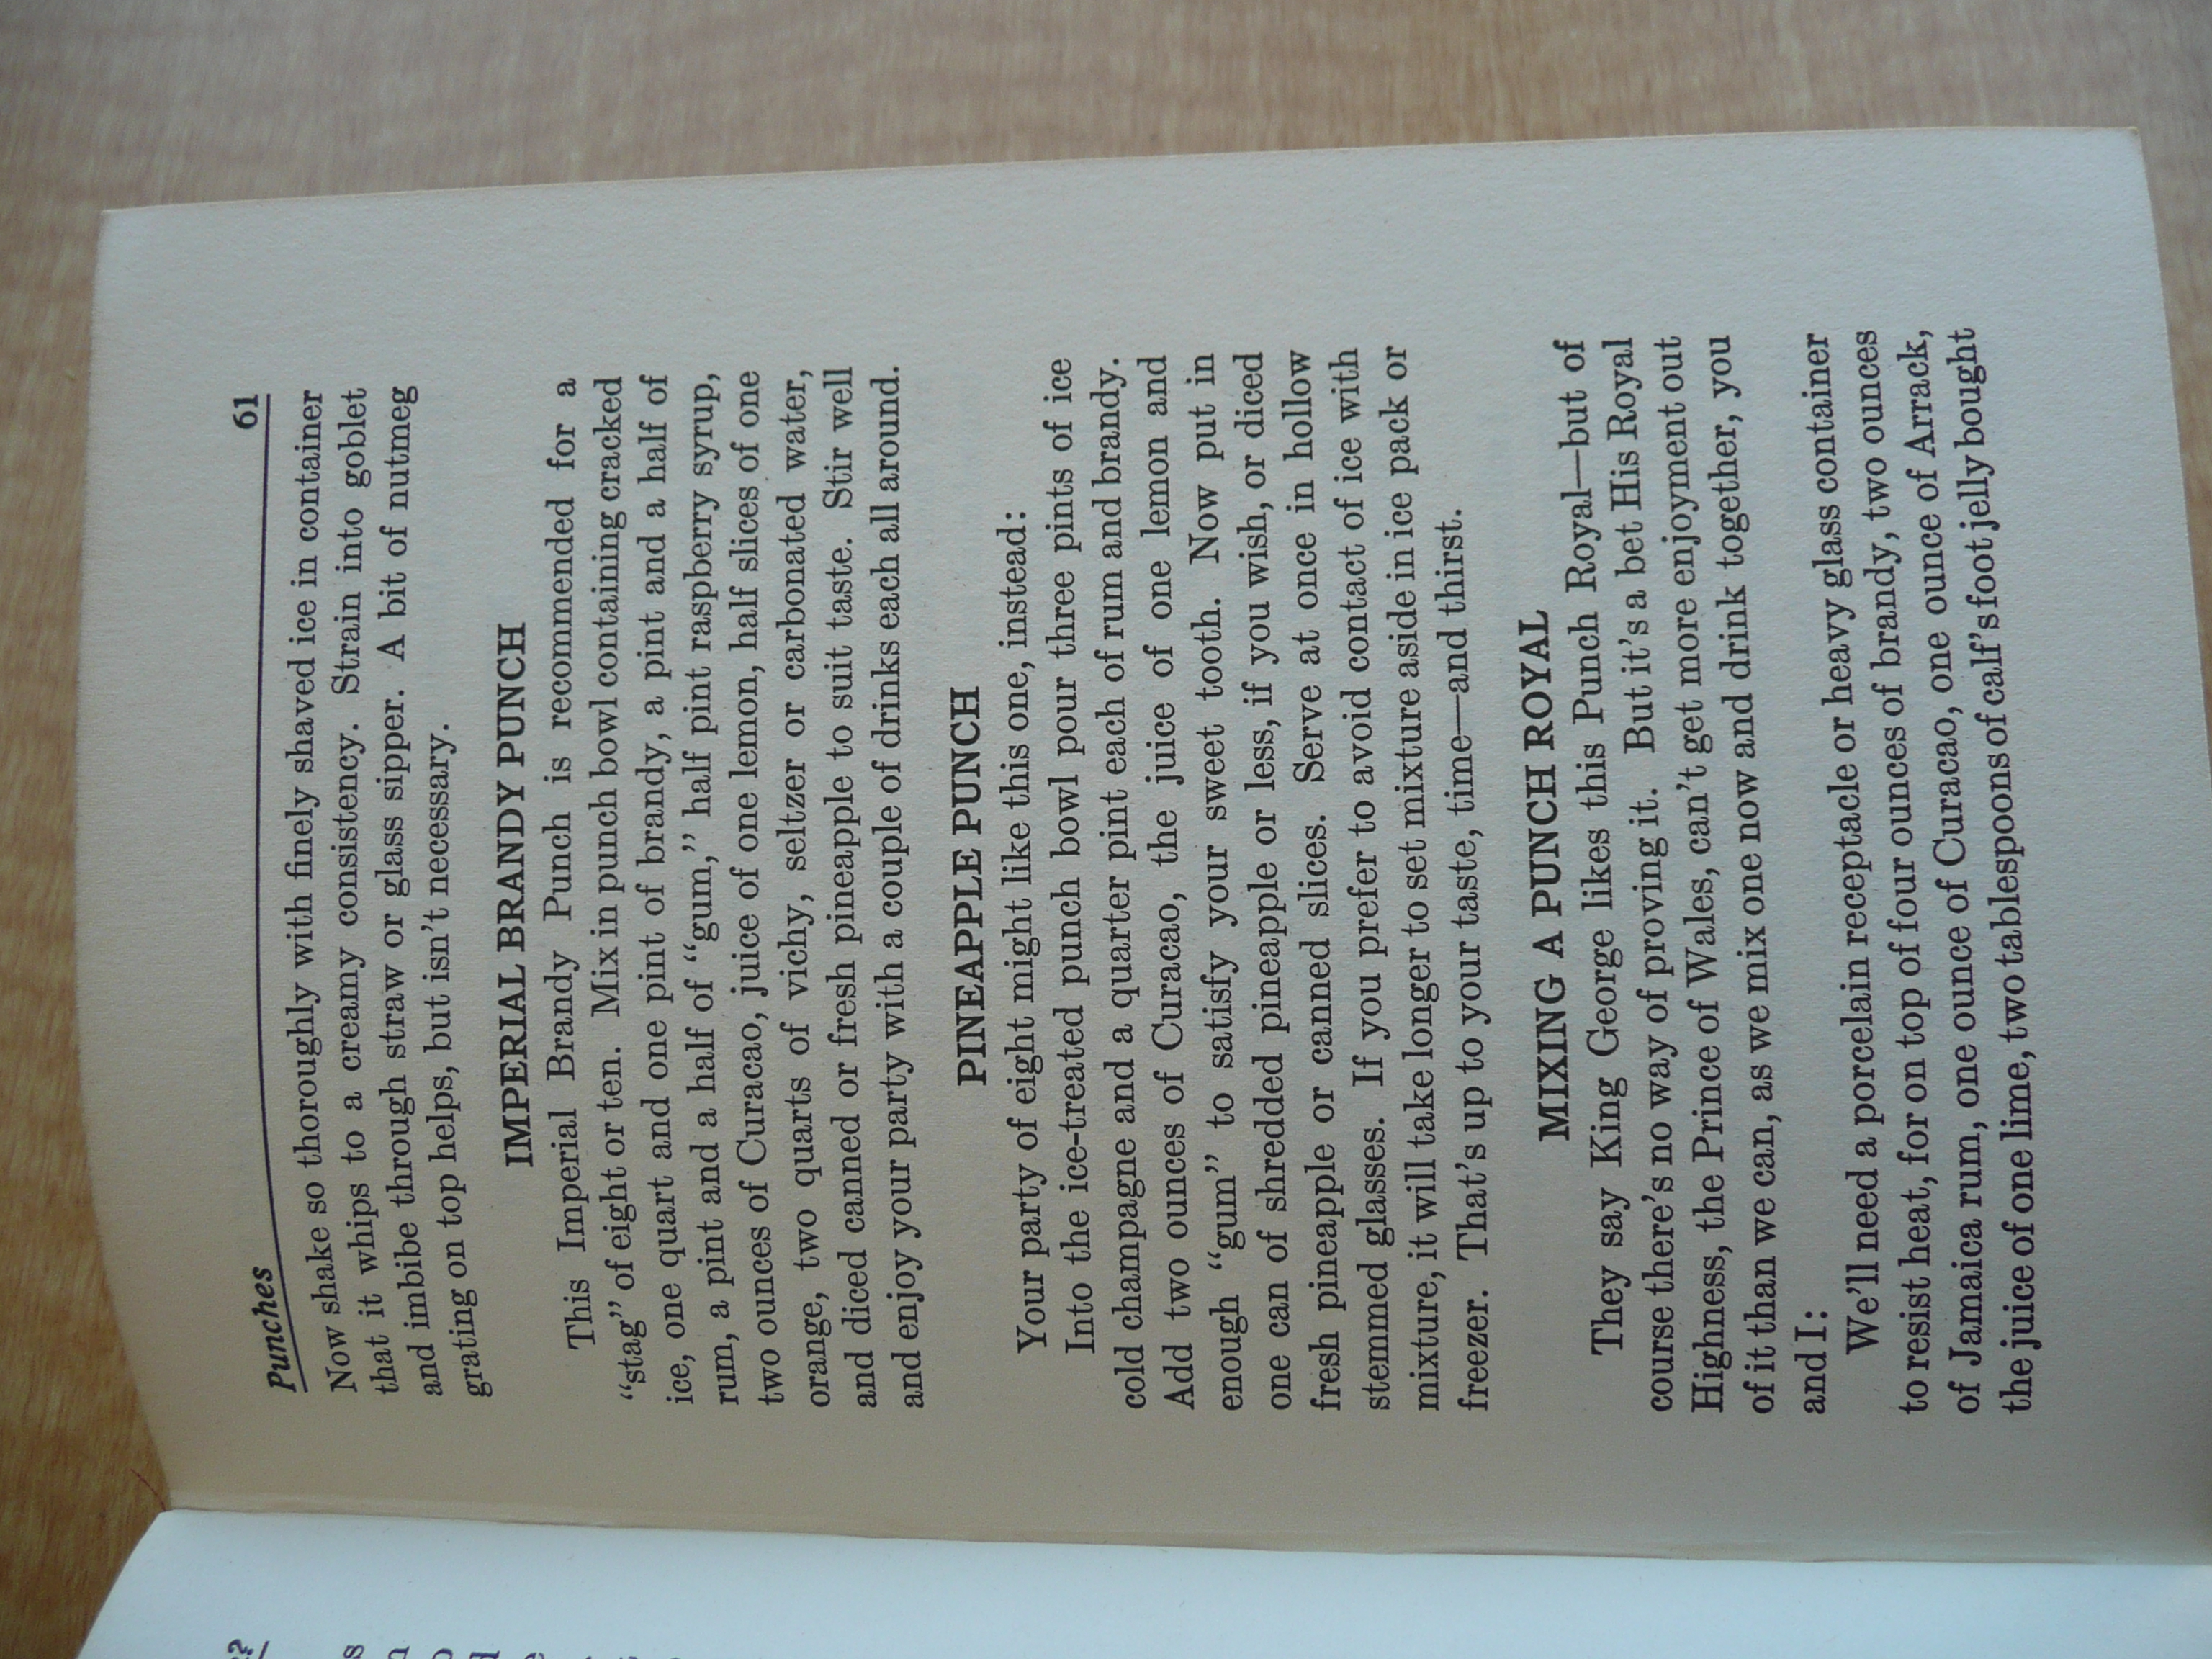 Punches 61
Now shake so thoroughly with finely shaved ice in container
that it whips to a creamy consistency. Strain into goblet
and imbibe through straw or glass sipper. A bit of nutmeg
grating on top helps, but isn't necessary.
IMPERIAL BRANDY PUNCH
This Imperial Brandy Punch is recommended for a
“stag” of eight or ten. Mix in punch bowl containing cracked
ice, one quart and one pint of brandy, a pint and a half of
rum, a pint and a half of “gum,” half pint raspberry syrup,
two ounces of Curacao, juice of one lemon, half slices of one
orange, two quarts of vichy, seltzer or carbonated water,
and diced canned or fresh pineapple to suit taste. Stir well
and enjoy your party with a couple of drinks each all around.
PINEAPPLE PUNCH
Your party of eight might like this one, instead:
Into the ice-treated punch bowl pour three pints of ice
cold champagne and a quarter pint each of rum and brandy.
Add two ounces of Curacao, the juice of one lemon and
enough “gum” to satisfy your sweet tooth. Now put in
one can of shredded pineapple or less, if you wish, or diced
fresh pineapple or canned slices. Serve at once in hollow
stemmed glasses. If you prefer to avoid contact of ice with
mixture, it will take longer to set mixture aside in ice pack or
freezer. That's up to your taste, time—and thirst.
MIXING A PUNCH ROYAL
They say King George likes this Punch Royal—but of
course there's no way of proving it. But it's a bet His Royal
Highness, the Prince of Wales, can't get more enjoyment out
of it than we can, as we mix one now and drink together, you
and I:
We'll need a porcelain receptacle or heavy glass container
to resist heat, for on top of four ounces of brandy, two ounces
of Jamaica rum, one ounce of Curacao, one ounce of Arrack,
the juice of one lime, two tablespoons of calf's foot jelly bought